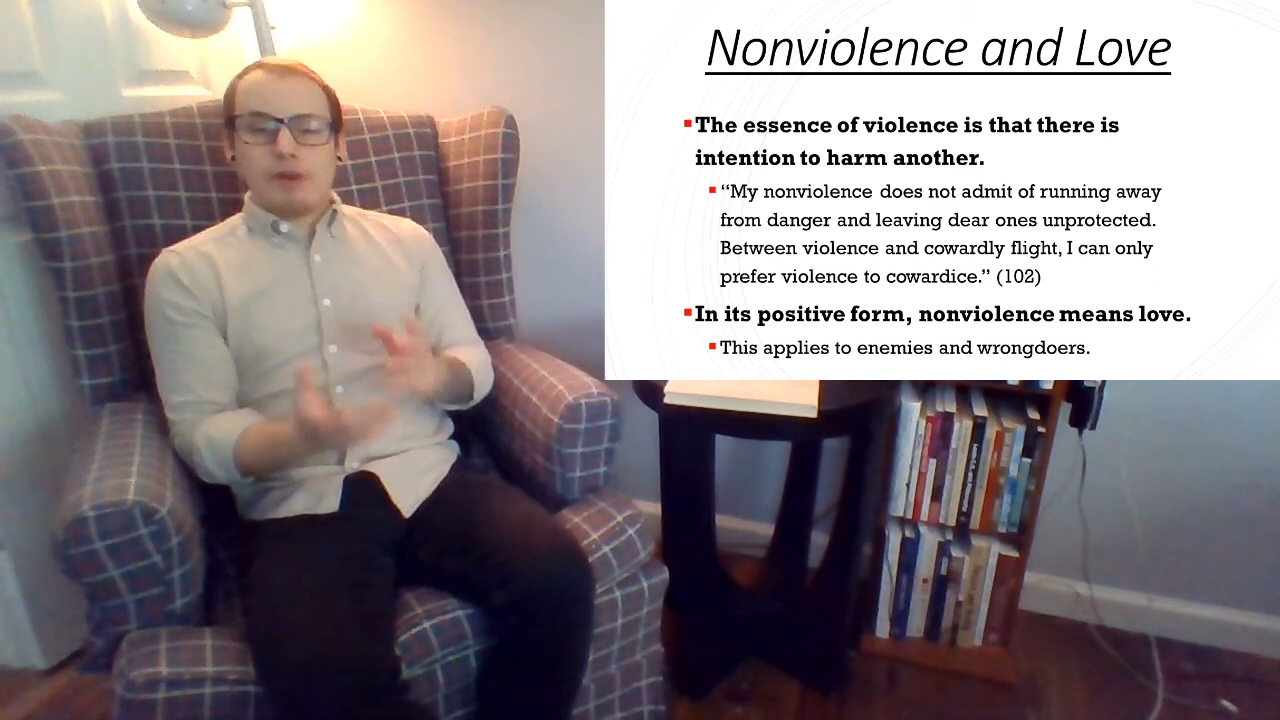 Nonviolence and Love
The essence of violence is that there is
intention to harm another.
“My nonviolence does not admit of running away
from danger and leaving dear ones unprotected.
Between violence and cowardly flight, I can only
prefer violence to cowardice.” (102)
In its positive form, nonviolence means love.
This applies to enemies and wrongdoers.